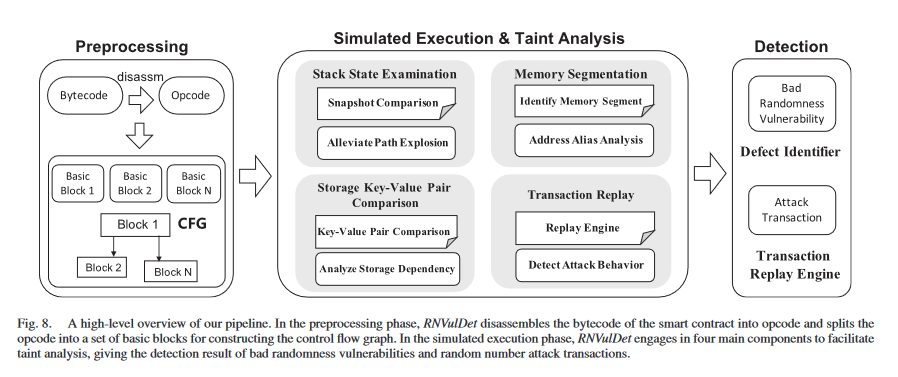 Preprocessing
disassm
Bytecode
Opcode
Basic
Block 1
Basic
Block 2
Basic
Block N
Block 1
CFG
Block 2
Block N
Simulated Execution & Taint Analysis
Stack State Examination
Snapshot Comparison
Alleviate Path Explosion
Memory Segmentation
Identify Memory Segment
Address Alias Analysis
Storage Key-Value Pair
Comparison
Key-Value Pair Comparison
Analyze Storage Dependency
Transaction Replay
Replay Engine
Detect Attack Behavior
Detection
Bad
Randomness
Vulnerability
Defect Identifier
Attack
Transaction
Transaction
Replay Engine
Fig. 8. A high-level overview of our pipeline. In the preprocessing phase, RNVulDet disassembles the bytecode of the smart contract into opcode and splits the
opcode into a set of basic blocks for constructing the control flow graph. In the simulated execution phase, RNVulDet engages in four main components to facilitate
taint analysis, giving the detection result of bad randomness vulnerabilities and random number attack transactions.